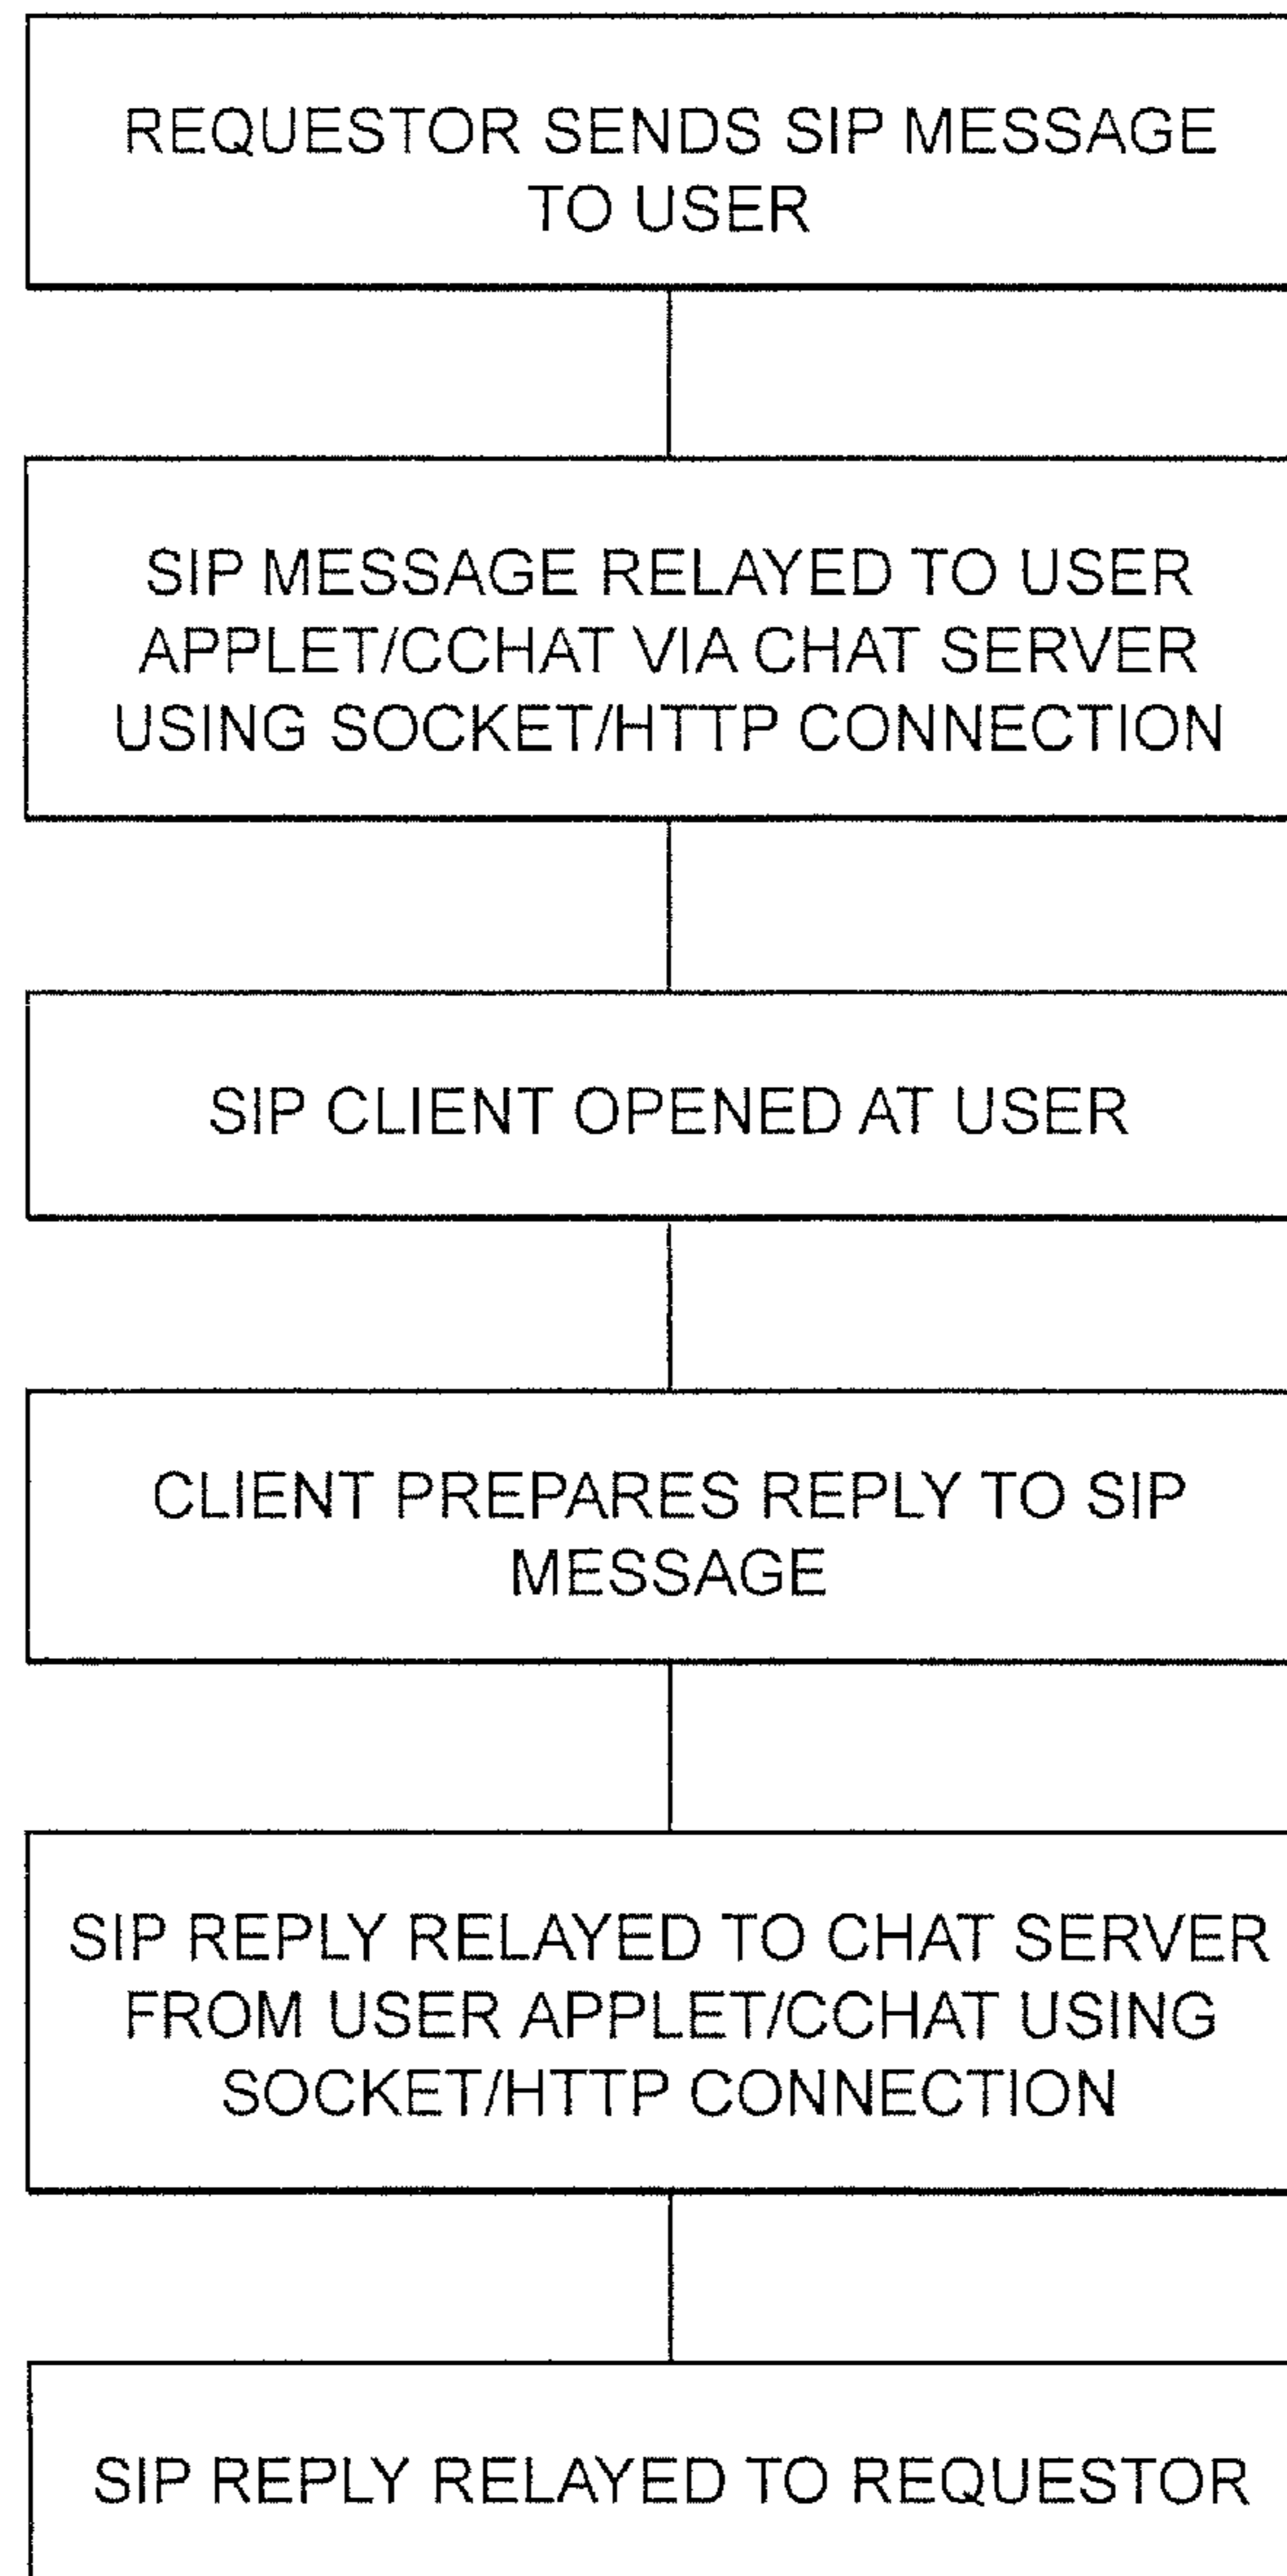 REQUESTOR SENDS SIP MESSAGE
TO USER
SIP MESSAGE RELAYED TO USER
APPLET/CCHAT VIA CHAT SERVER
USING SOCKET/HTTP CONNECTION
SIP CLIENT OPENED AT USER
CLIENT PREPARES REPLY TO SIP
MESSAGE
SIP REPLY RELAYED TO CHAT SERVER
FROM USER APPLET/CCHAT USING
SOCKET/HTTP CONNECTION
SIP REPLY RELAYED TO REQUESTOR